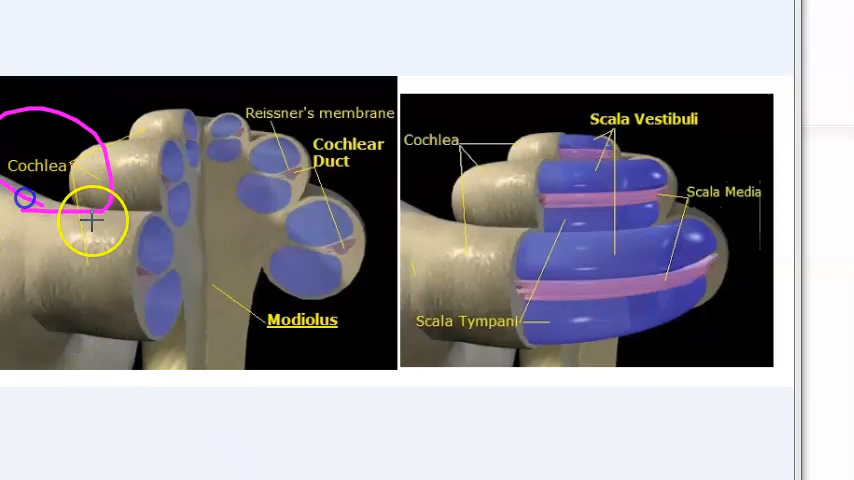 Reissner's membrane
Cochlear
Duct
Cochlea
Modiolus
Scala Vestibuli
Cochlea
Scala Media
Scala Tympani